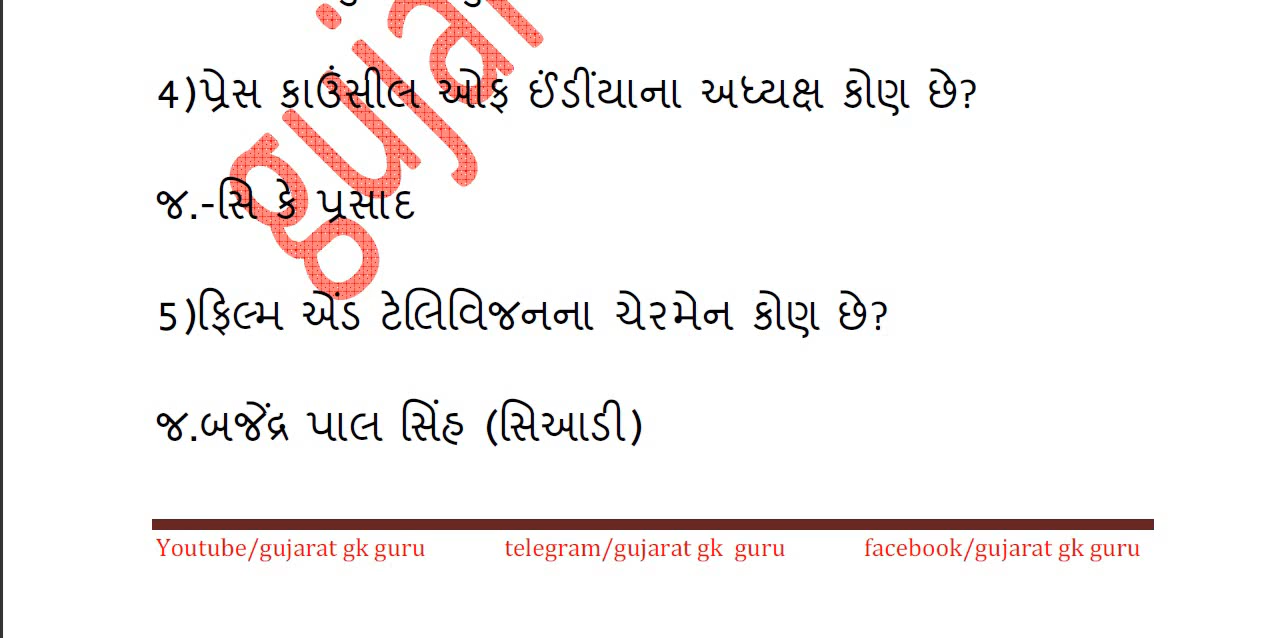 4)પ્રેસ કાઉંસીલ ઓફ ઈંડીંયાના અધ્યક્ષ કોણ છે?
જ.-સિ કે પ્રસાદ
5)ફિલ્મ એંડ ટેલિવિજનના ચેરમેન કોણ છે?
જ.બજેંદ્ર પાલ સિંહ (સિઆડી)
Youtube/gujarat gk guru telegram/gujarat gk guru facebook/gujarat gk guru